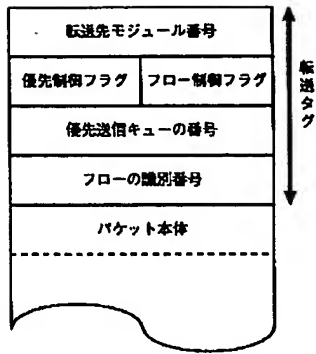 転送先モジュール番号
優先制御フラグ
フロー制御フラグ
優先送信キューの番号
フローの識別番号
パケット本体
転送タグ